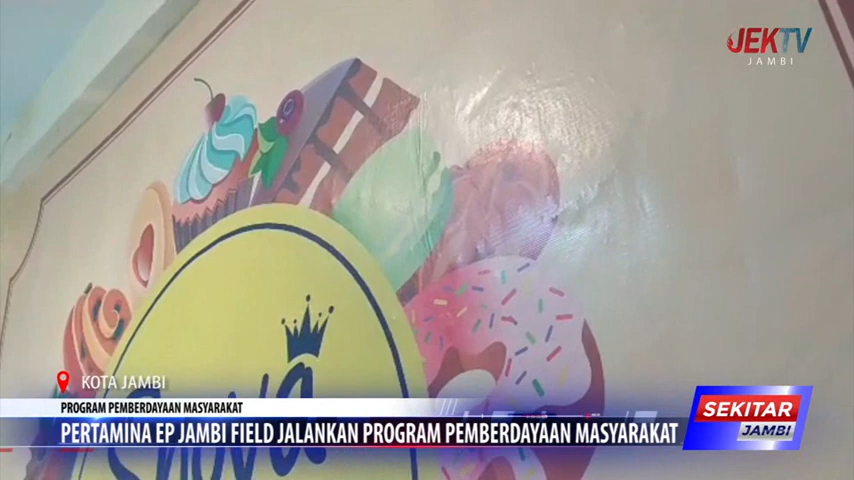 JEKTV
JAMBI
KOTA JAMBI
PROGRAM PEMBERDAYAAN MASYARAKAT
PERTAMINA EP JAMBI FIELD JALANKAN PROGRAM PEMBERDAYAAN MASYARAKAT
SEKITAR
JAMBI